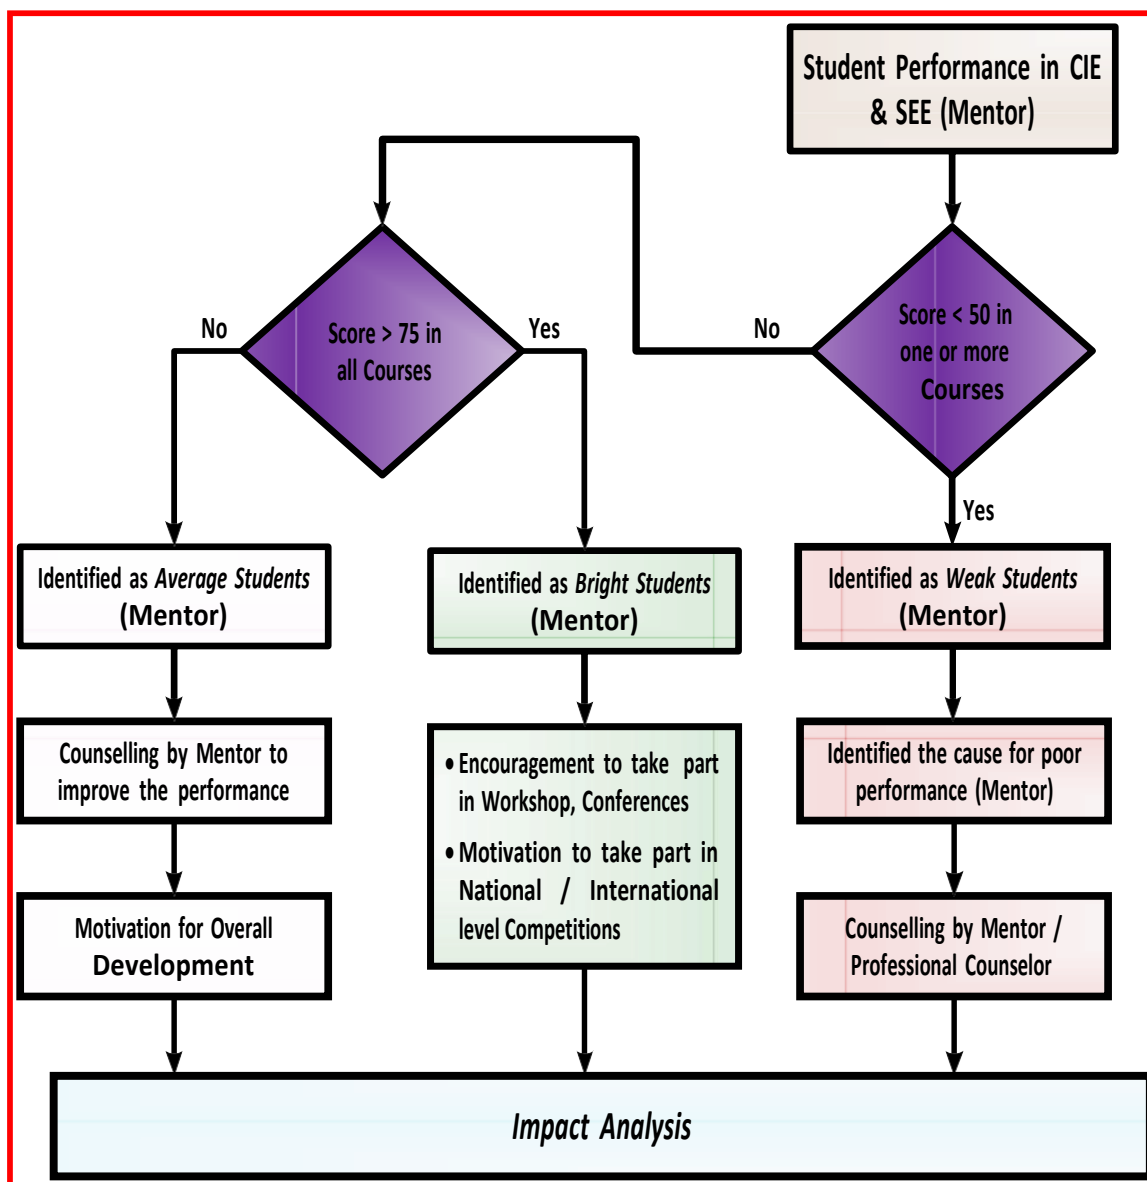 Student Performance in CIE
& SEE (Mentor)
Score < 50 in
one or more
Courses
No
Yes
Score > 75 in
all Courses
No
Yes
Identified as Average Students
(Mentor)
Counselling by Mentor to
improve the performance
Motivation for Overall
Development
Identified as Bright Students
(Mentor)
• Encouragement to take part
in Workshop, Conferences
• Motivation to take part in
National / International
level Competitions
Identified as Weak Students
(Mentor)
Identified the cause for poor
performance (Mentor)
Counselling by Mentor /
Professional Counselor
Impact Analysis